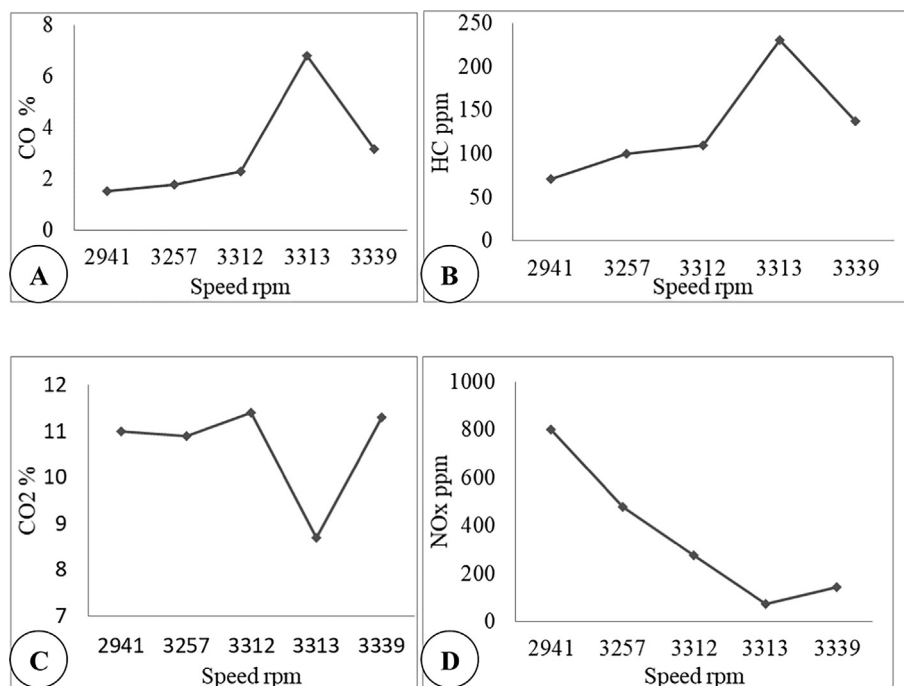 8
6
4
2
0
CO %
2941 3257 3312 3313 3339
Speed rpm
A
250
200
150
100
50
0
HC ppm
2941 3257 3312 3313 3339
Speed rpm
B
12
11
10
9
8
7
CO2 %
2941 3257 3312 3313 3339
Speed rpm
C
1000
800
600
400
200
0
NOx ppm
2941 3257 3312 3313 3339
Speed rpm
D